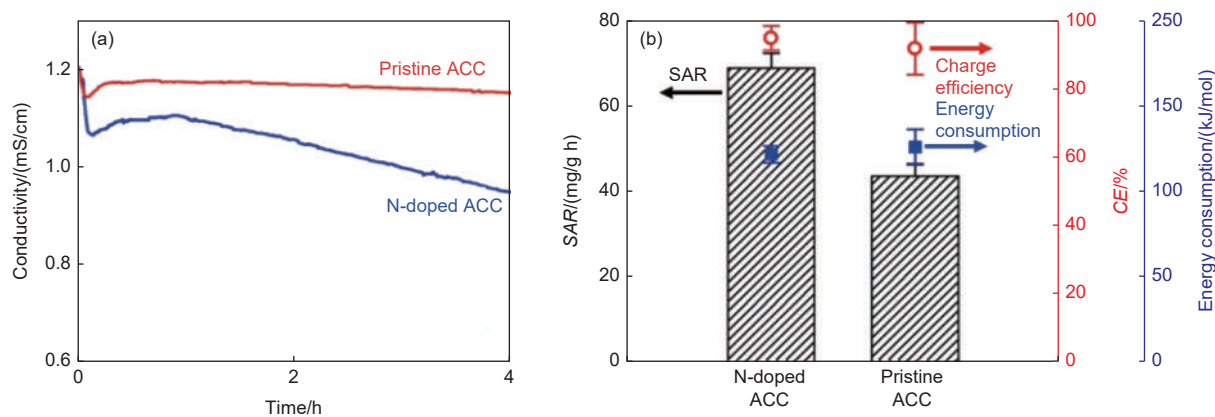 (a)
Pristine ACC
N-doped ACC
Conductivity/(mS/cm)
1.2
1.0
0.8
0.6
0
2
4
Time/h
(b)
SAR
Charge
efficiency
Energy
consumption
SAR/(mg/g h)
80
60
40
20
0
N-doped
ACC
Pristine
ACC
CE/%
100
80
60
40
20
0
Energy consumption/(kJ/mol)
250
150
100
50
0